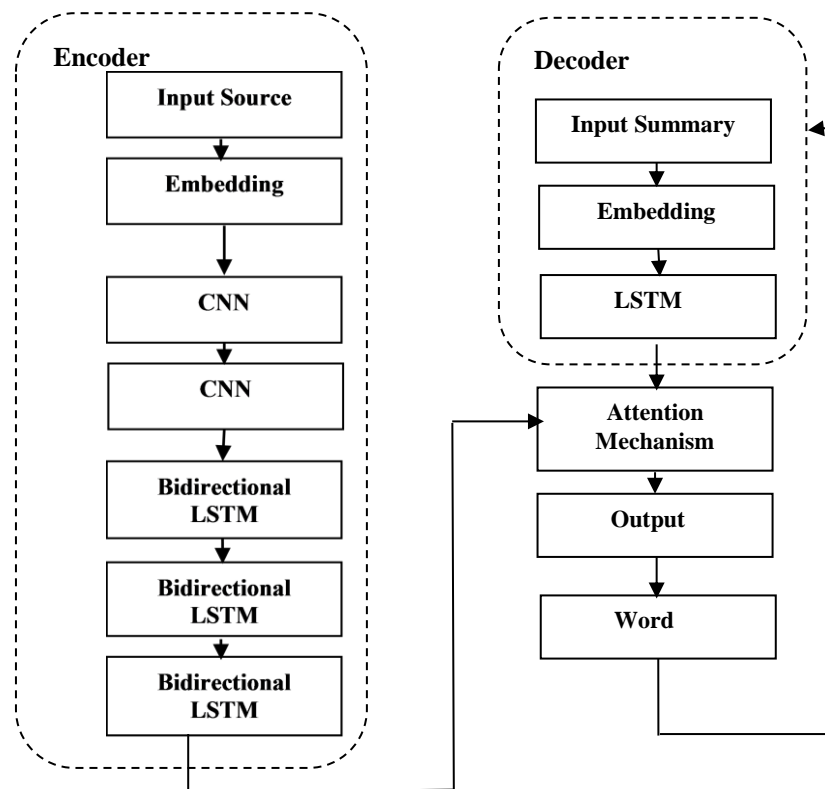 Encoder
Input Source
Embedding
CNN
CNN
Bidirectional
LSTM
Bidirectional
LSTM
Bidirectional
LSTM
Decoder
Input Summary
Embedding
LSTM
Attention
Mechanism
Output
Word